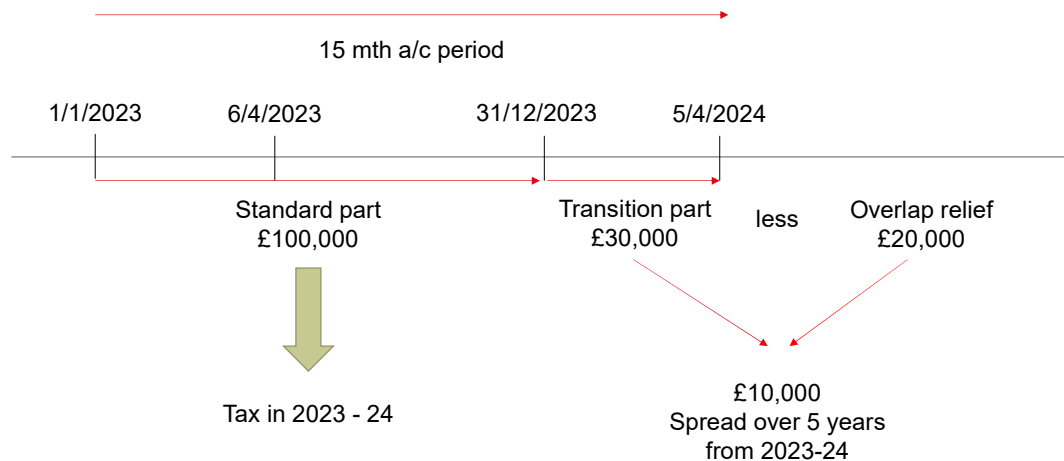 15 mth a/c period
1/1/2023 6/4/2023 31/12/2023 5/4/2024
Standard part
£100,000
Transition part
£30,000
less
Overlap relief
£20,000
Tax in 2023 - 24
£10,000
Spread over 5 years
from 2023-24